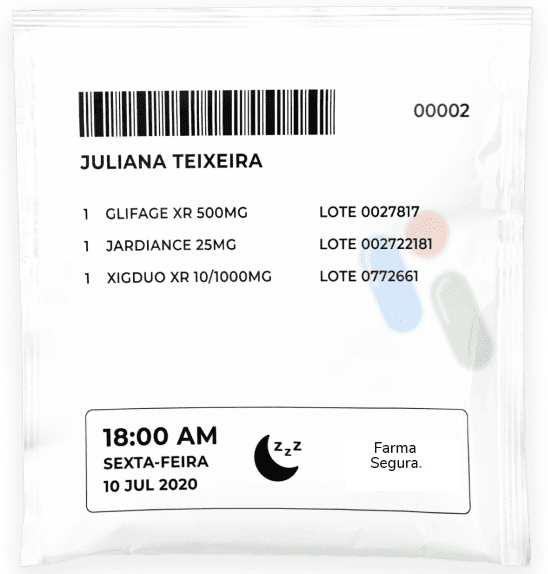 00002
JULIANA TEIXEIRA
1 GLIFAGE XR 500MG LOTE 0027817
1 JARDIANCE 25MG LOTE 002722181
1 XIGDUO XR 10/1000MG LOTE 0772661
18:00 AM
SEXTA-FEIRA
10 JUL 2020
z z z
Farma
Segura.